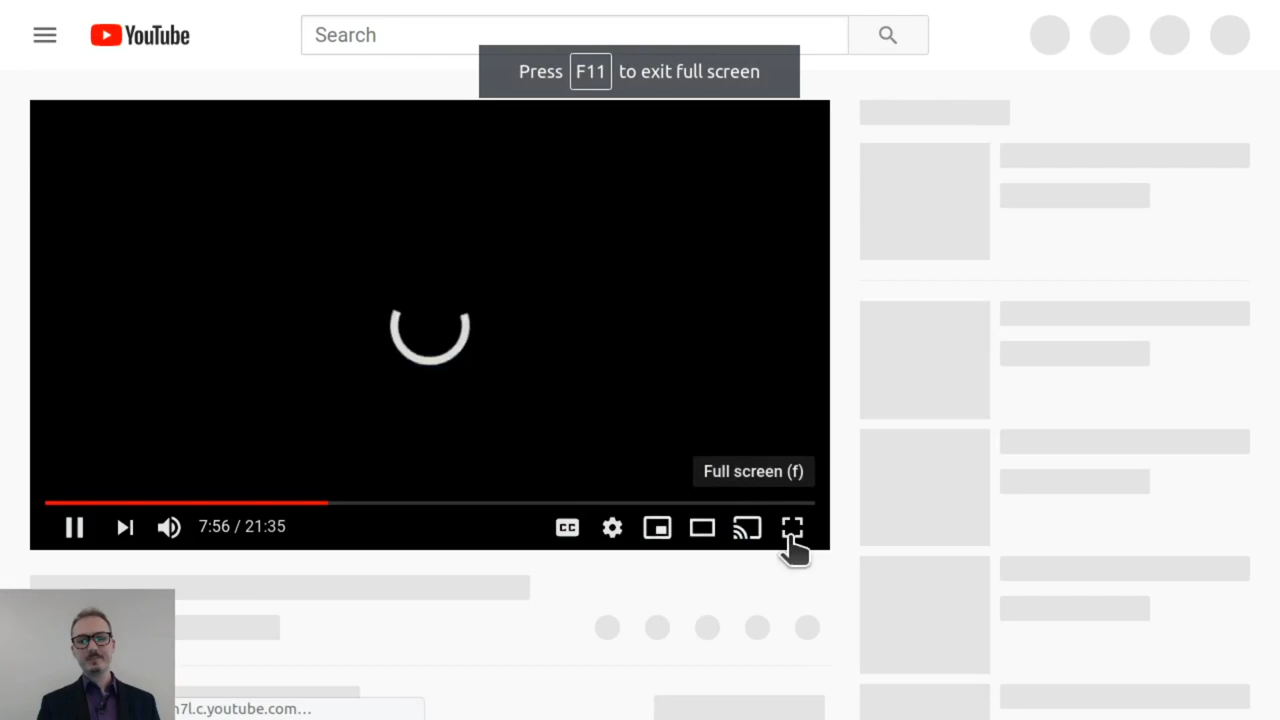 YouTube
Search
Press F11 to exit full screen
Full screen (f)
CC
7:56 / 21:35
n7l.c.youtube.com...